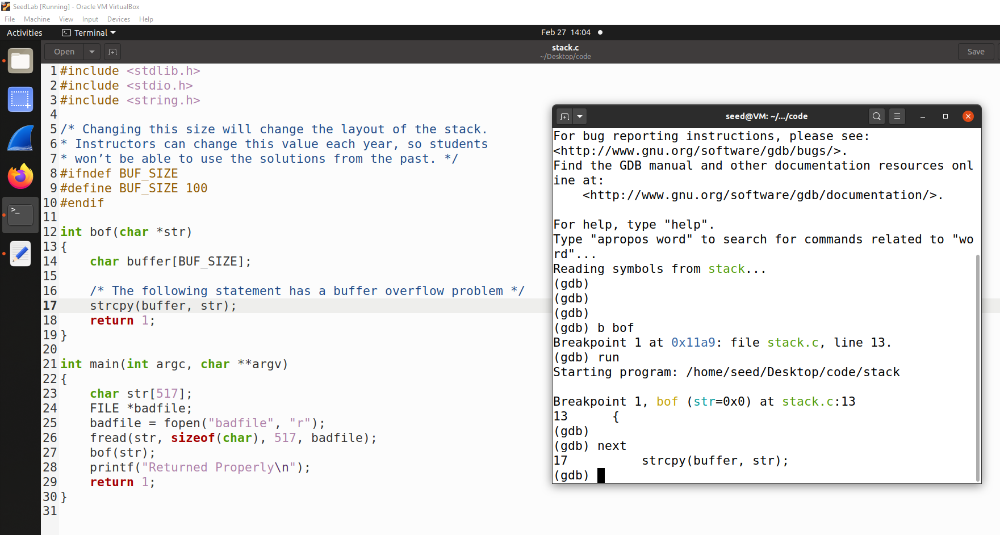 SeedLab [Running] - Oracle VM VirtualBox
File Machine View Input Devices Help
Activities Terminal Feb 27 14:04
Open stack.c Save
~/Desktop/code
1 #include <stdlib.h>
2 #include <stdio.h>
3 #include <string.h>
4
5 /* Changing this size will change the layout of the stack.
6 * Instructors can change this value each year, so students
7 * won’t be able to use the solutions from the past. */
8 #ifndef BUF_SIZE
9 #define BUF_SIZE 100
10 #endif
11
12 int bof(char *str)
13 {
14     char buffer[BUF_SIZE];
15
16     /* The following statement has a buffer overflow problem */
17     strcpy(buffer, str);
18     return 1;
19 }
20
21 int main(int argc, char **argv)
22 {
23     char str[517];
24     FILE *badfile;
25     badfile = fopen("badfile", "r");
26     fread(str, sizeof(char), 517, badfile);
27     bof(str);
28     printf("Returned Properly\n");
29     return 1;
30 }
31
seed@VM: ~/.../code
For bug reporting instructions, please see:
<http://www.gnu.org/software/gdb/bugs/>.
Find the GDB manual and other documentation resources onl
ine at:
    <http://www.gnu.org/software/gdb/documentation/>.
For help, type "help".
Type "apropos word" to search for commands related to "wo
rd"...
Reading symbols from stack...
(gdb)
(gdb)
(gdb)
(gdb) b bof
Breakpoint 1 at 0x11a9: file stack.c, line 13.
(gdb) run
Starting program: /home/seed/Desktop/code/stack
Breakpoint 1, bof (str=0x0) at stack.c:13
13      {
(gdb)
(gdb) next
17          strcpy(buffer, str);
(gdb)